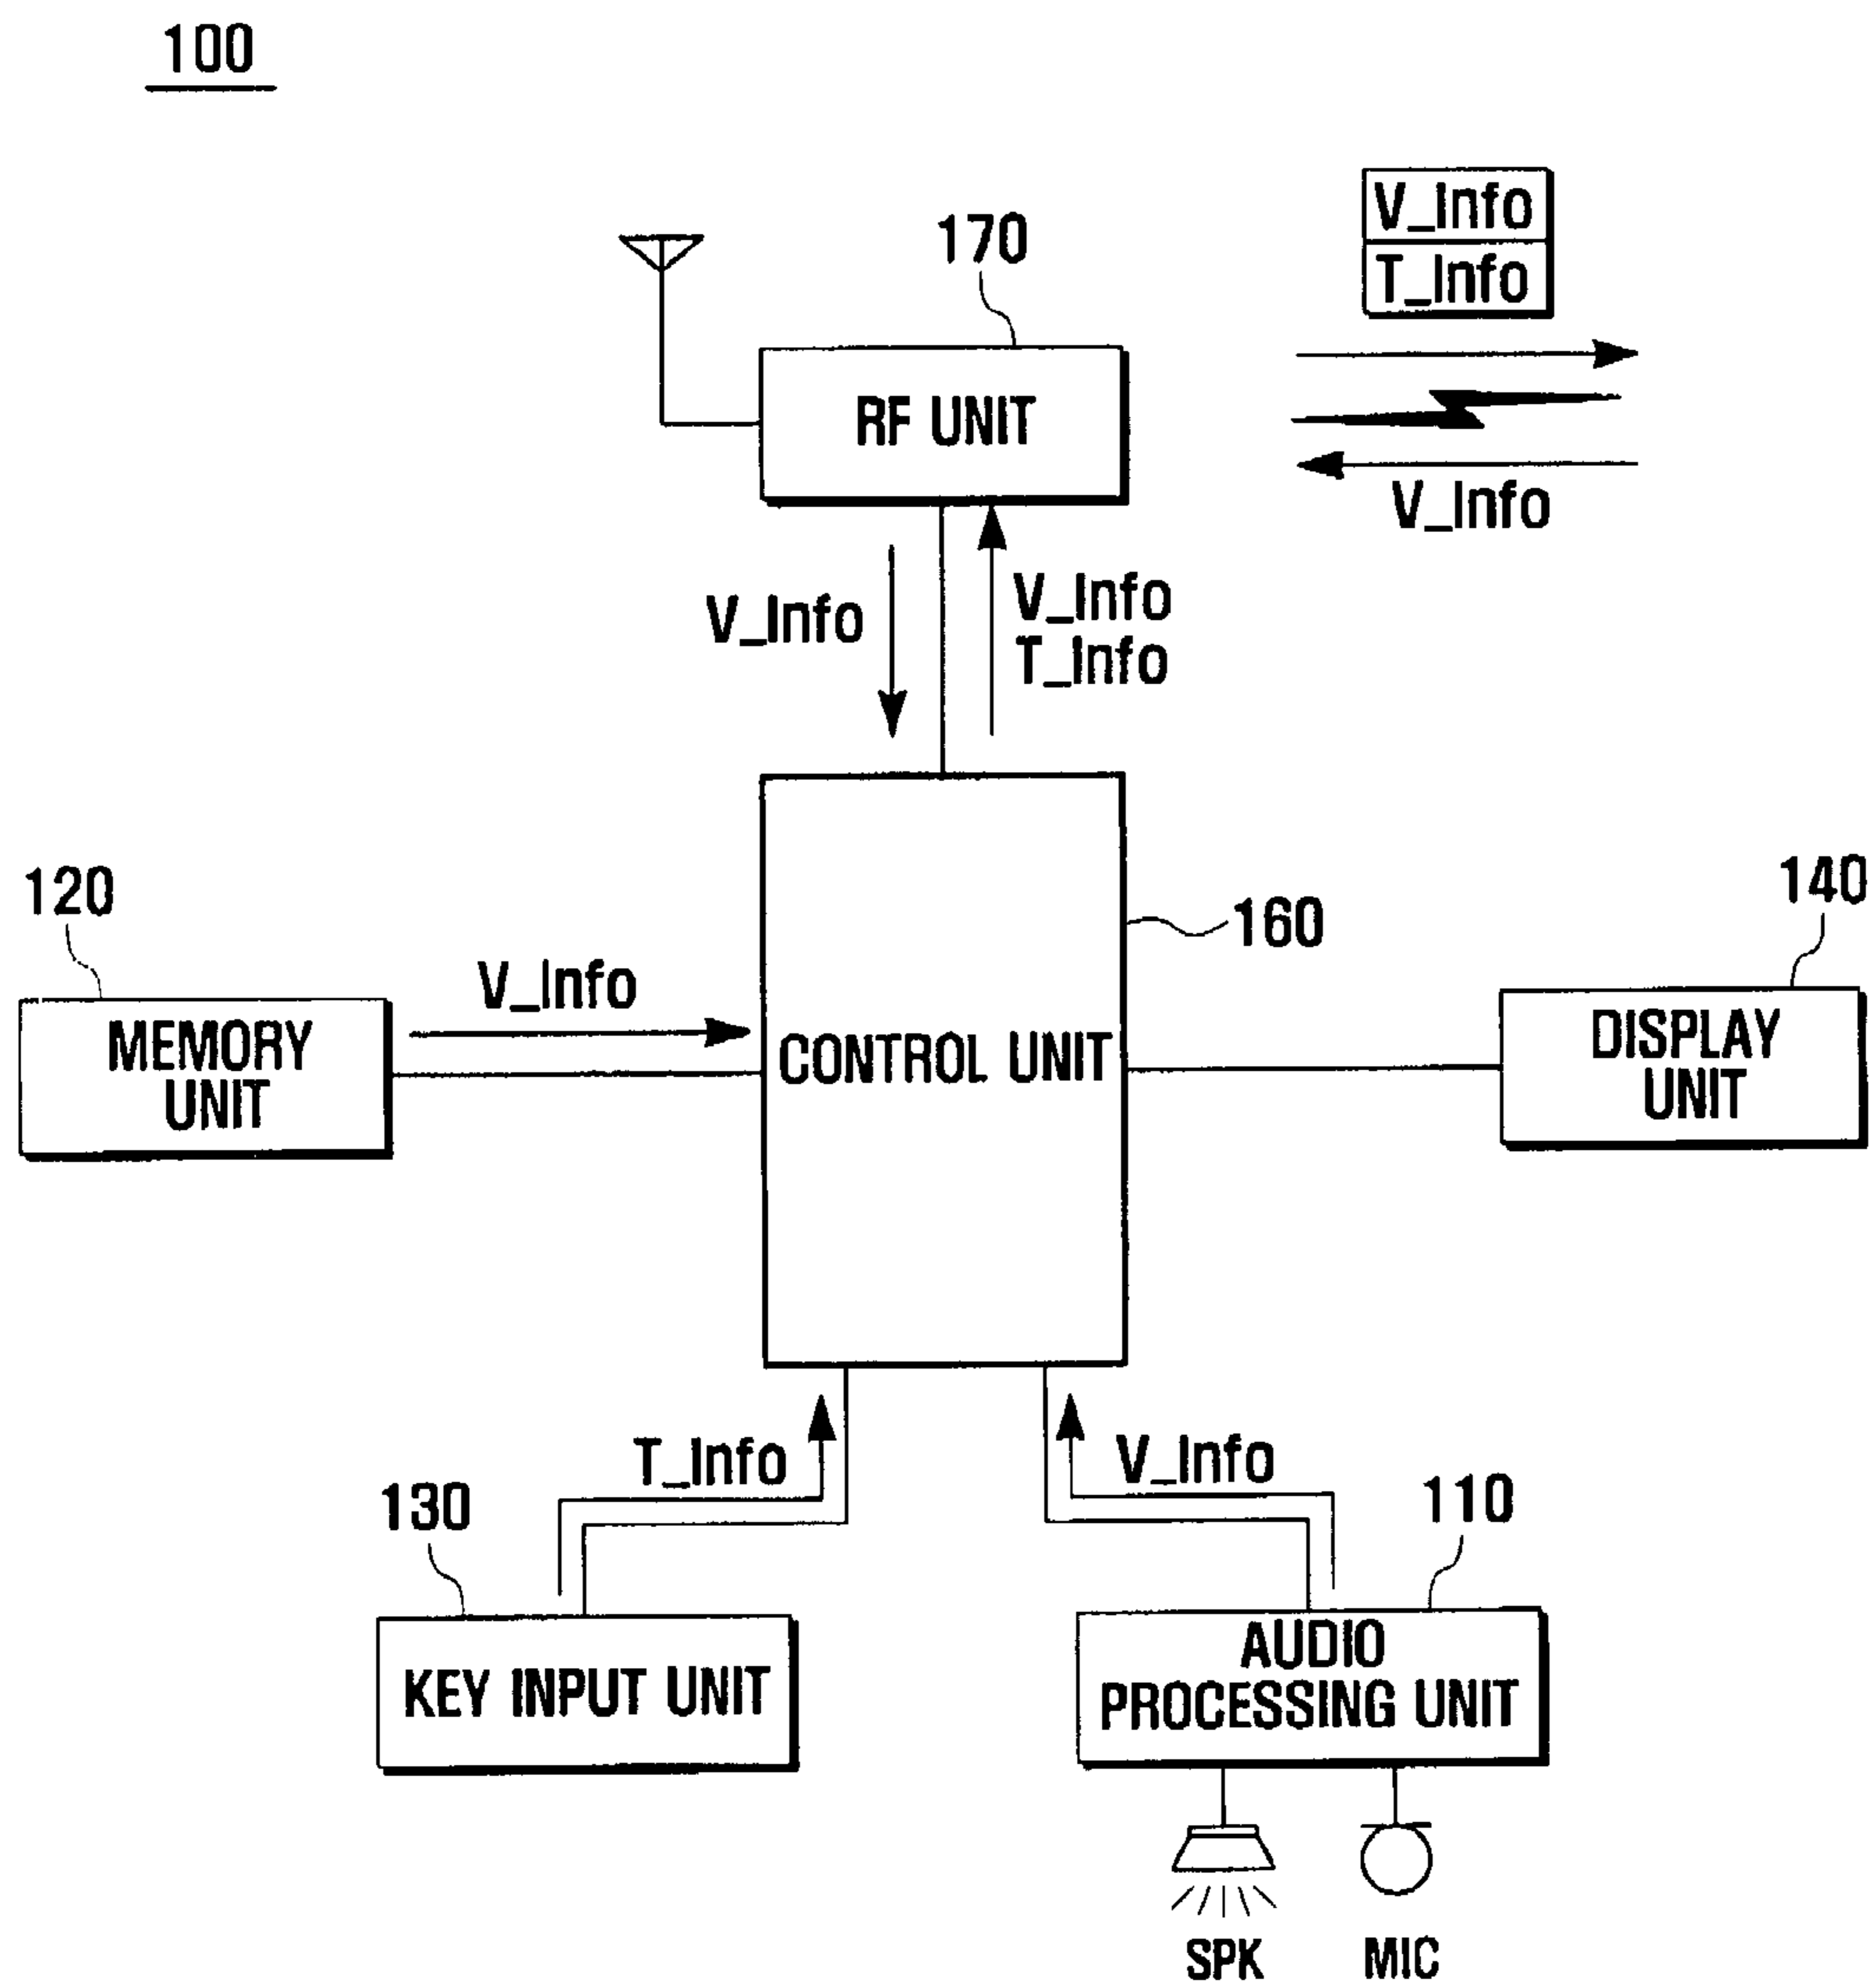 100
170
V_Info
T_Info
RF UNIT
V_Info
V_Info
V_Info
T_Info
120
140
160
V_Info
MEMORY
UNIT
CONTROL UNIT
DISPLAY
UNIT
T_Info
V_Info
130
110
KEY INPUT UNIT
AUDIO
PROCESSING UNIT
SPK
MIC